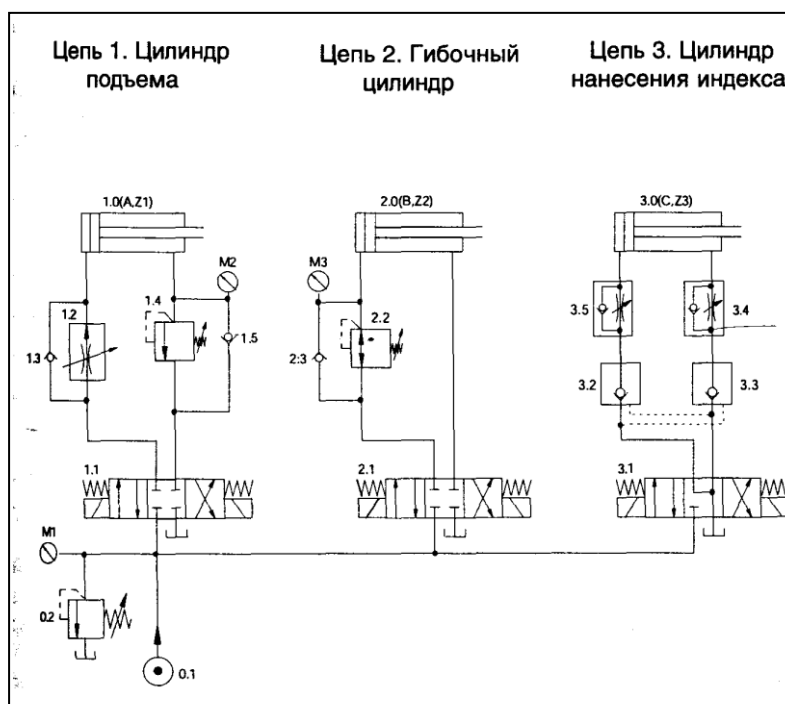 Цепь 1. Цилиндр
подъема
Цепь 2. Гибочный
цилиндр
Цепь 3. Цилиндр
нанесения индекса
1.0(A,Z1)
2.0(B,Z2)
3.0(C,Z3)
M2
M3
1.4
1.2
1.3
1.5
2.2
2:3
3.5
3.4
3.2
3.3
1.1
2.1
3.1
M1
0.2
0.1